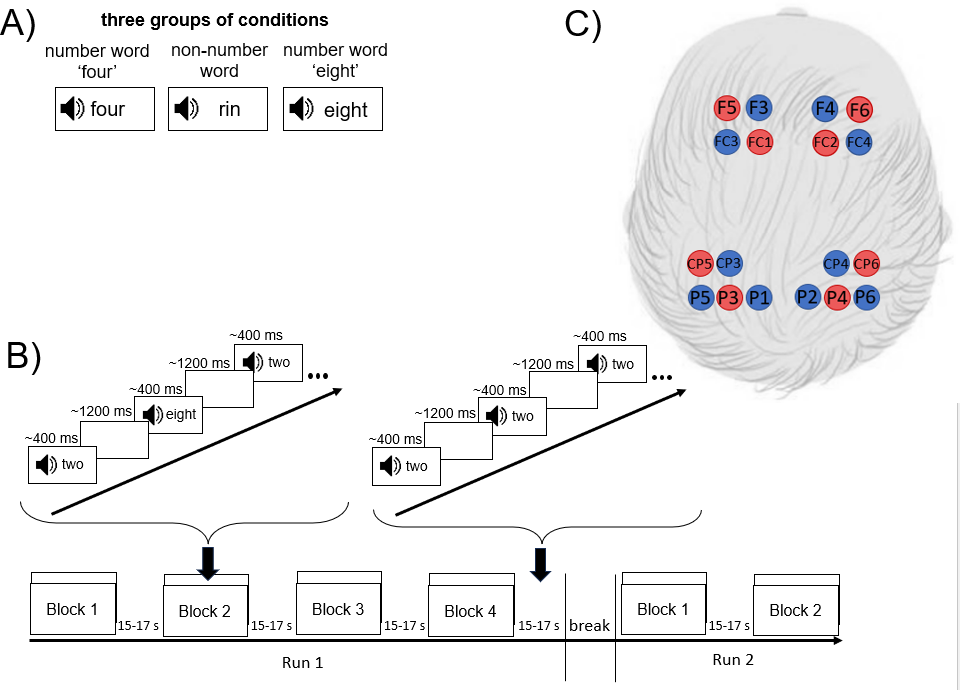 A)
three groups of conditions
number word
‘four’
non-number
word
number word
‘eight’
four
rin
eight
C)
F5 F3 F4 F6
FC3 FC1 FC2 FC4
CP5 CP3 CP4 CP6
P5 P3 P1 P2 P4 P6
B)
~400 ms
two
~1200 ms
~400 ms
eight
~1200 ms
~400 ms
two
...
~400 ms
two
~1200 ms
~400 ms
two
~1200 ms
~400 ms
two
...
Block 1 15-17 s Block 2 15-17 s Block 3 15-17 s Block 4 15-17 s break Block 1 15-17 s Block 2
Run 1 Run 2